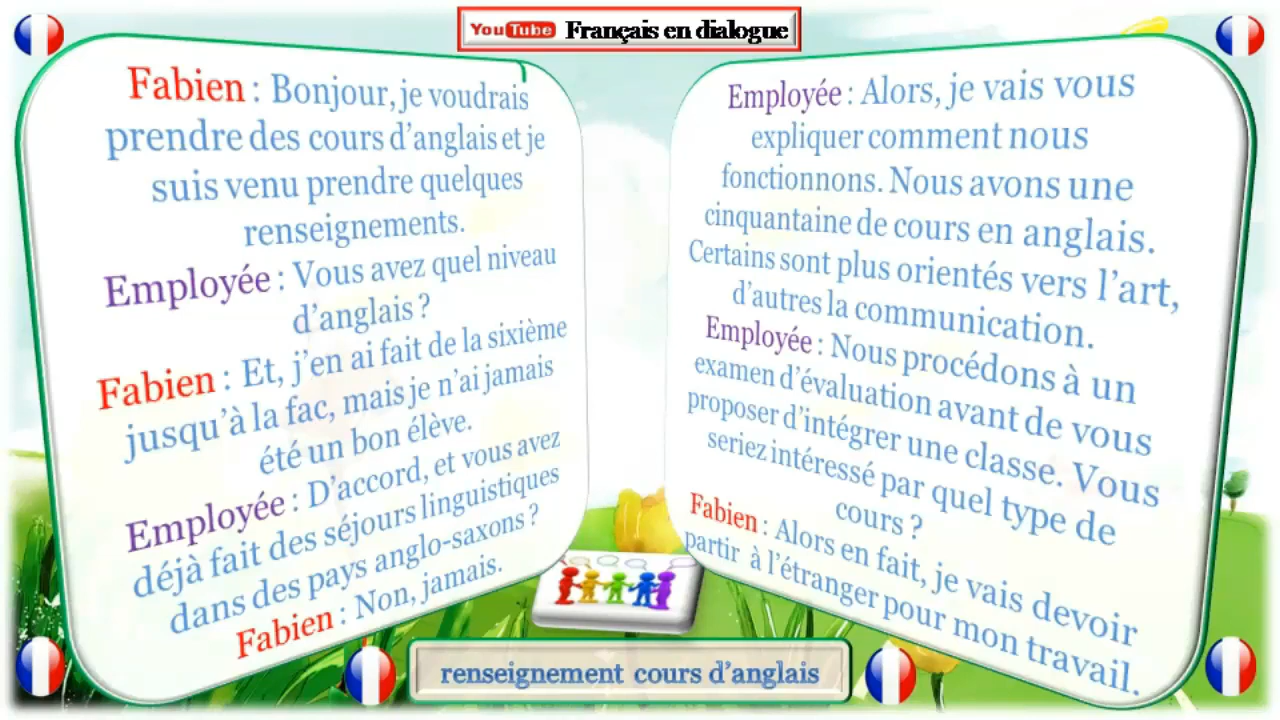 YouTube Français en dialogue
Fabien : Bonjour, je voudrais
prendre des cours d'anglais et je
suis venu prendre quelques
renseignements.
Employée : Vous avez quel niveau
d'anglais ?
Fabien : Et, j'en ai fait de la sixième
jusqu'à la fac, mais je n'ai jamais
été un bon élève.
Employée : D'accord, et vous avez
déjà fait des séjours linguistiques
dans des pays anglo-saxons ?
Fabien : Non, jamais.
Employée : Alors, je vais vous
expliquer comment nous
fonctionnons. Nous avons une
cinquantaine de cours en anglais.
Certains sont plus orientés vers l'art,
d'autres la communication.
Employée : Nous procédons à un
examen d'évaluation avant de vous
proposer d'intégrer une classe. Vous
seriez intéressé par quel type de
cours ?
Fabien : Alors en fait, je vais devoir
partir à l'étranger pour mon travail.
renseignement cours d'anglais